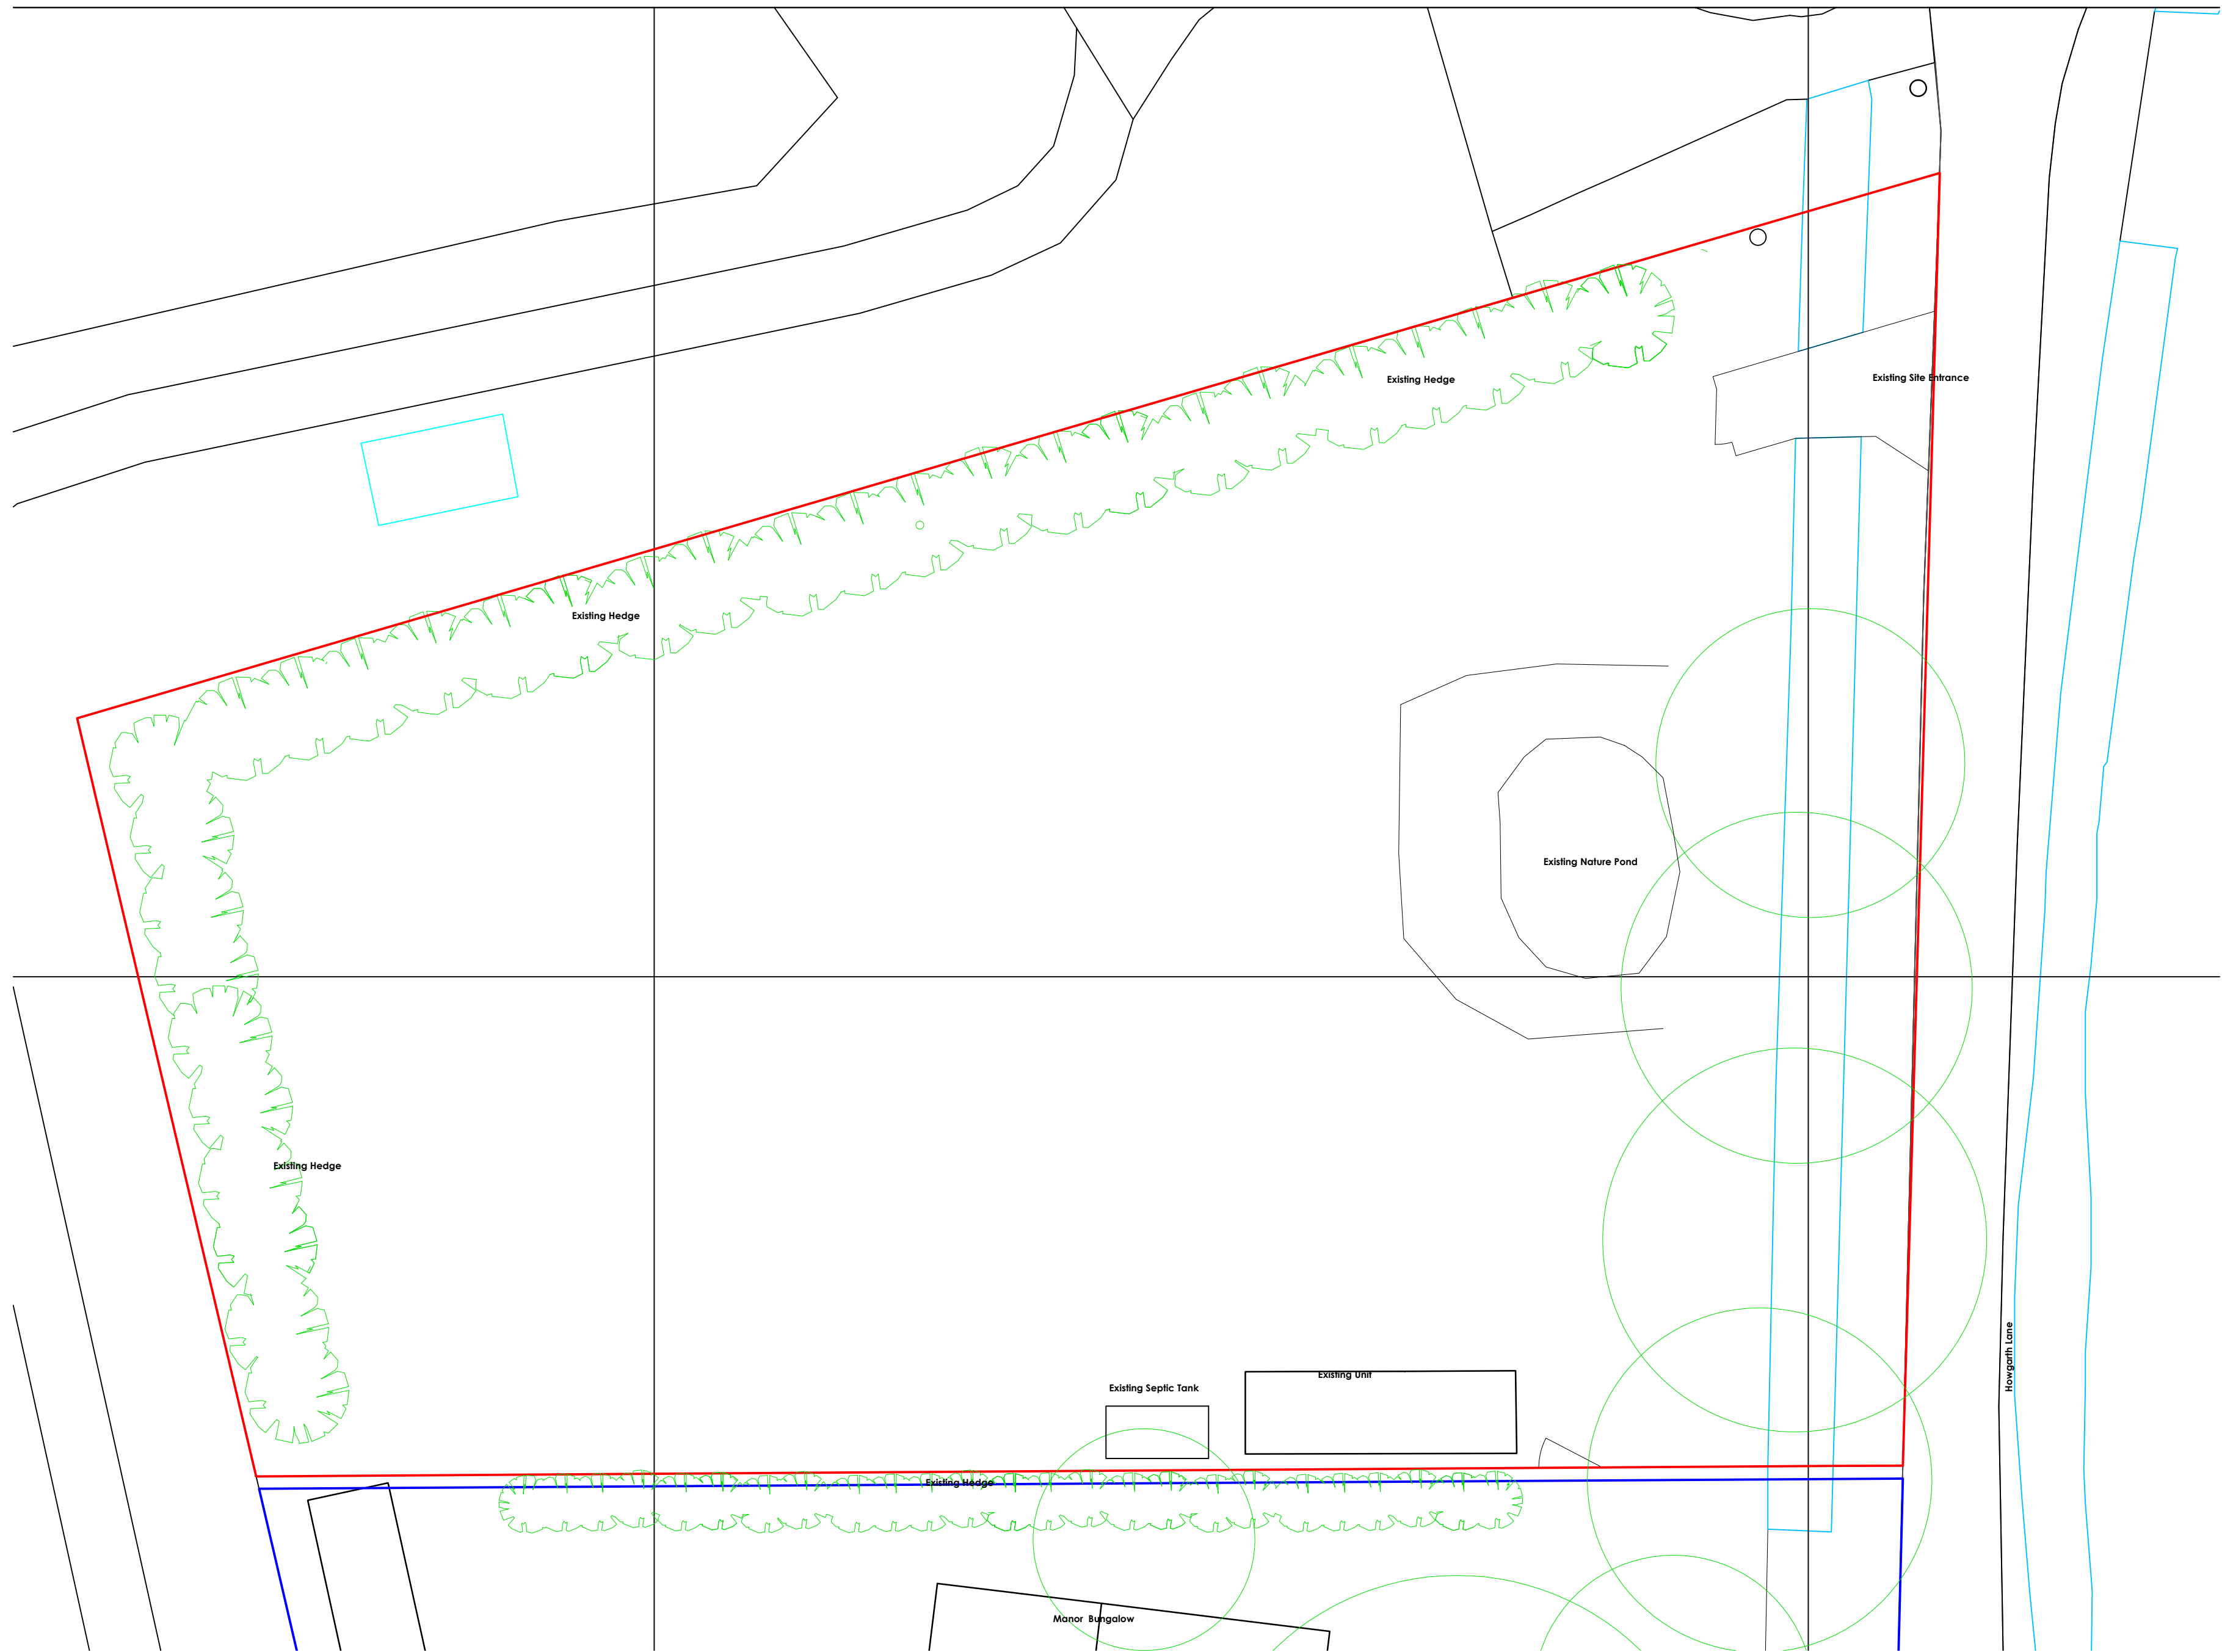 Existing Hedge
Existing Site Entrance
Existing Hedge
Existing Nature Pond
Existing Hedge
Howgarth Lane
Existing Unit
Existing Septic Tank
Existing Hedge
Manor Bungalow